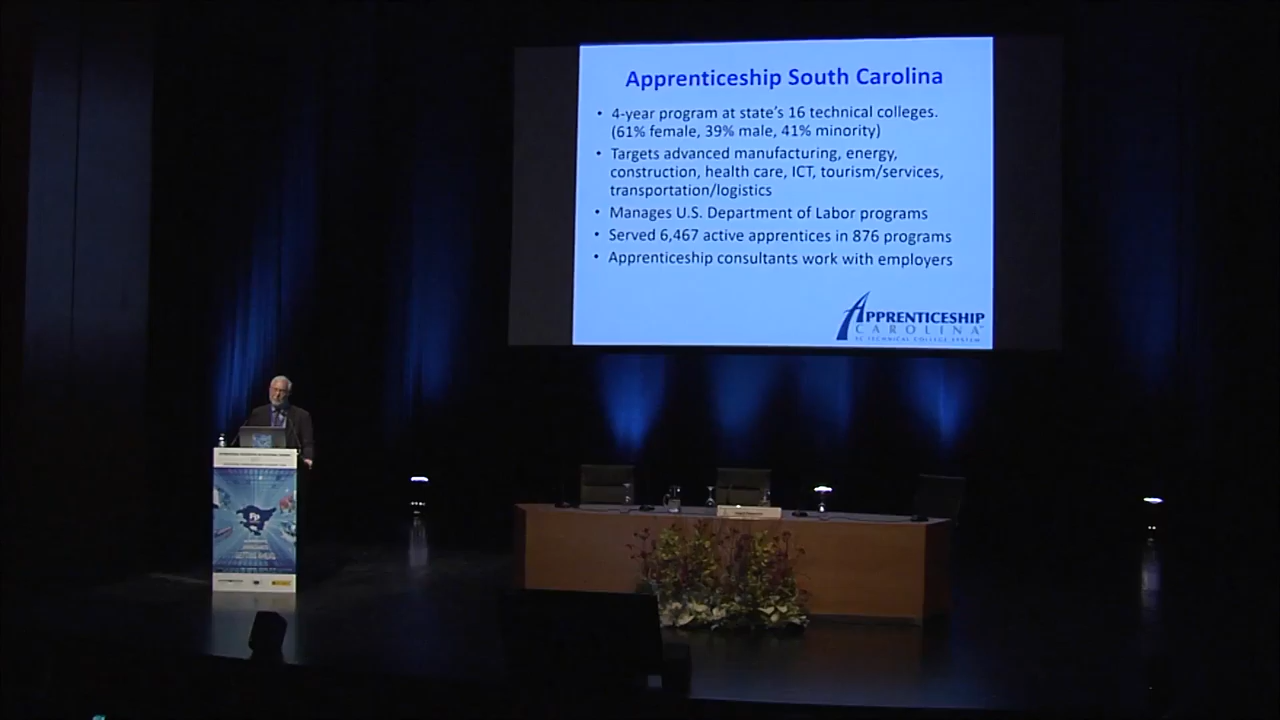 Apprenticeship South Carolina
• 4-year program at state's 16 technical colleges.
(61% female, 39% male, 41% minority)
• Targets advanced manufacturing, energy,
construction, health care, ICT, tourism/services,
transportation/logistics
• Manages U.S. Department of Labor programs
• Served 6,467 active apprentices in 876 programs
• Apprenticeship consultants work with employers
APPRENTICESHIP
CAROLINA
SC TECHNICAL COLLEGE SYSTEM